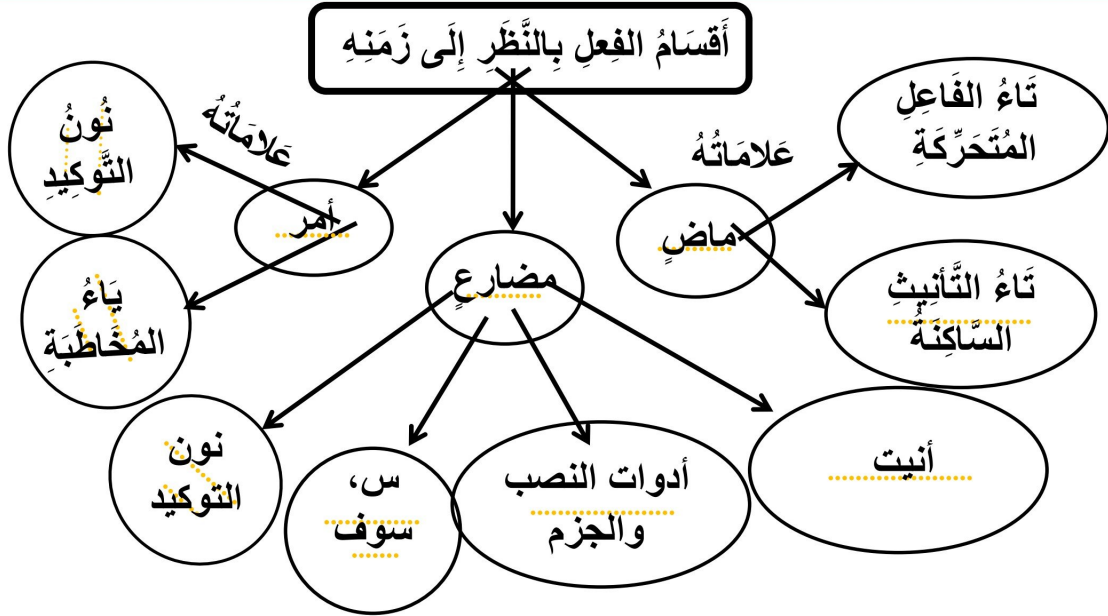 أَقسَامُ الفِعلِ بِالنَّظَرِ إِلَى زَمَنِهِ
عَلامَاتُهُ
تَاءُ الفَاعِلِ
المُتَحَرِّكَةِ
مَاضٍ
تَاءُ التَّأنِيثِ
السَّاكِنَةُ
مضارعٍ
أنيت
أدوات النصب
والجزم
س،
سوف
نون
التوكيد
أمر
عَلامَاتُهُ
نُونُ
التَّوكِيدِ
يَاءُ
المُخَاطَبَةِ